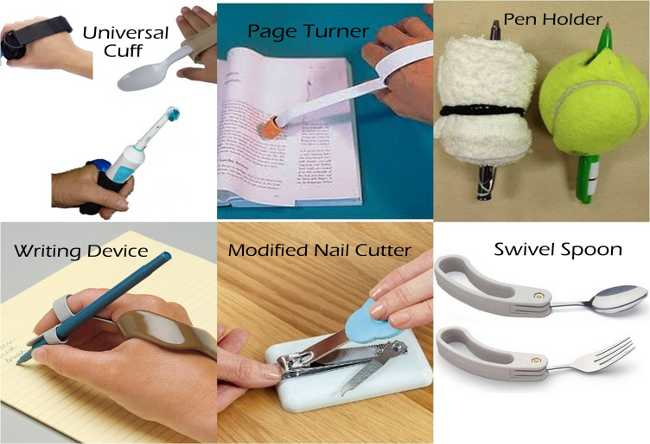 Universal
Cuff
Page Turner
Pen Holder
Writing Device
Modified Nail Cutter
Swivel Spoon